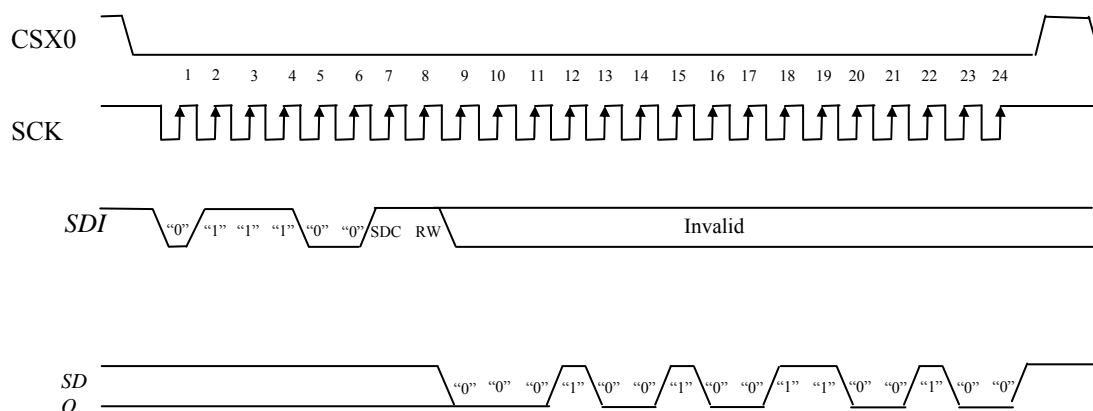 CSX0
1 2 3 4 5 6 7 8 9 10 11 12 13 14 15 16 17 18 19 20 21 22 23 24
SCK
SDI
“0” “1” “1” “1” “0” “0” SDC RW Invalid
SD
O
“0” “0” “0” “1” “0” “0” “1” “0” “0” “1” “1” “0” “0” “1” “0” “0”